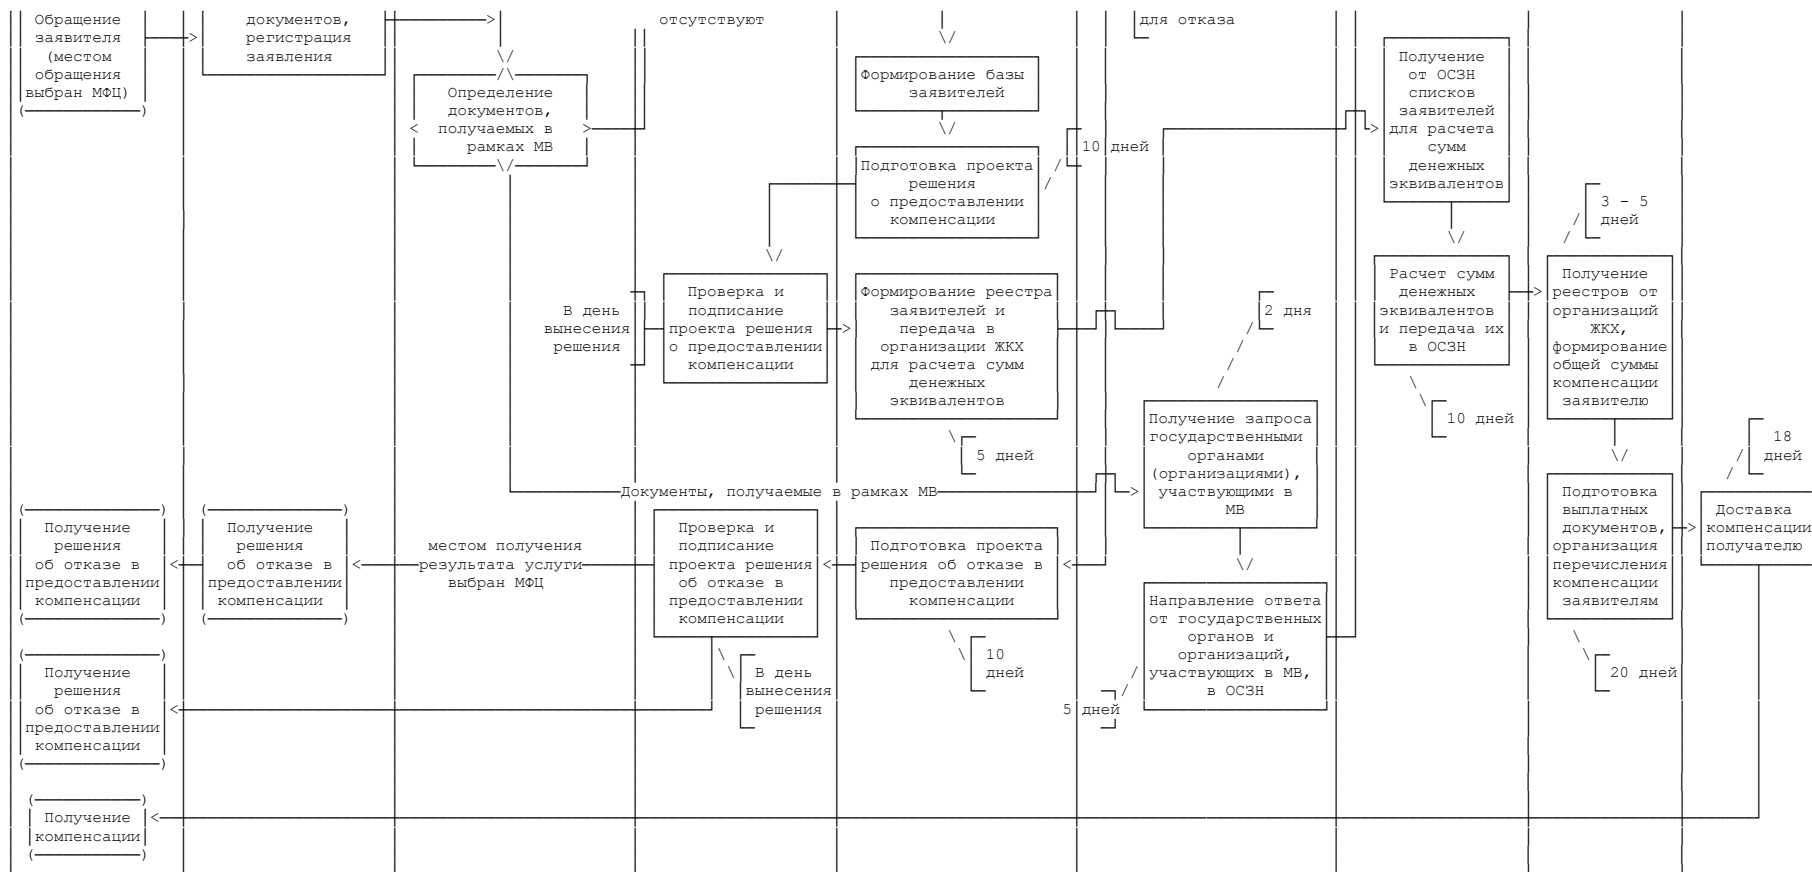 Обращение
заявителя
(местом
обращения
выбран МФЦ)
документов,
регистрация
заявления
отсутствуют
для отказа
Определение
документов,
получаемых в
рамках МВ
Формирование базы
заявителей
Подготовка проекта
решения
о предоставлении
компенсации
10 дней
Получение
от ОСЗН
списков
заявителей
для расчета
сумм
денежных
эквивалентов
3 - 5
дней
В день
вынесения
решения
Проверка и
подписание
проекта решения
о предоставлении
компенсации
Формирование реестра
заявителей и
передача в
организации ЖКХ
для расчета сумм
денежных
эквивалентов
5 дней
2 дня
Расчет сумм
денежных
эквивалентов
и передача их
в ОСЗН
10 дней
Получение
реестров от
организаций
ЖКХ,
формирование
общей суммы
компенсации
заявителю
18
дней
Документы, получаемые в рамках МВ
Получение запроса
государственными
органами
(организациями),
участвующими в
МВ
Подготовка
выплатных
документов,
организация
перечисления
компенсации
заявителям
20 дней
Доставка
компенсации
получателю
Получение
решения
об отказе в
предоставлении
компенсации
Получение
решения
об отказе в
предоставлении
компенсации
местом получения
результата услуги
выбран МФЦ
Проверка и
подписание
проекта решения
об отказе в
предоставлении
компенсации
В день
вынесения
решения
Подготовка проекта
решения об отказе в
предоставлении
компенсации
10
дней
Направление ответа
от государственных
органов и
организаций,
участвующих в МВ,
в ОСЗН
5 дней
Получение
решения
об отказе в
предоставлении
компенсации
Получение
компенсации